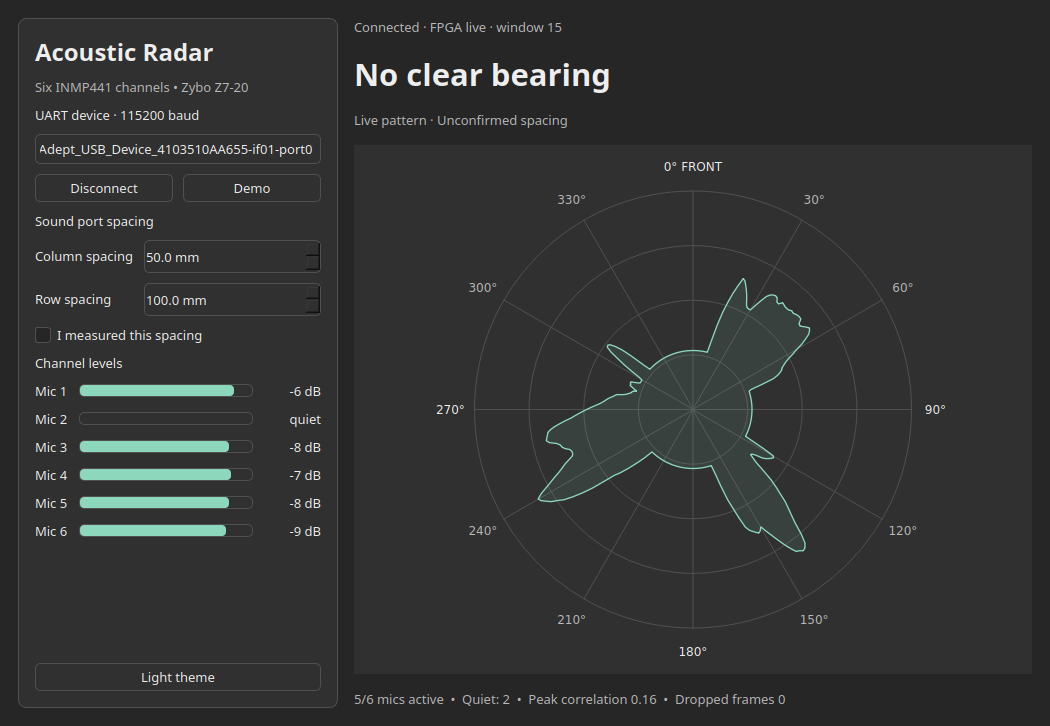 Acoustic Radar
Six INMP441 channels • Zybo Z7-20
UART device · 115200 baud
Adept_USB_Device_4103510AA655-if01-port0
Disconnect Demo
Sound port spacing
Column spacing 50.0 mm
Row spacing 100.0 mm
I measured this spacing
Channel levels
Mic 1 -6 dB
Mic 2 quiet
Mic 3 -8 dB
Mic 4 -7 dB
Mic 5 -8 dB
Mic 6 -9 dB
Light theme
Connected · FPGA live · window 15
No clear bearing
Live pattern · Unconfirmed spacing
0° FRONT
330° 30°
300° 60°
270° 90°
240° 120°
210° 150°
180°
5/6 mics active • Quiet: 2 • Peak correlation 0.16 • Dropped frames 0